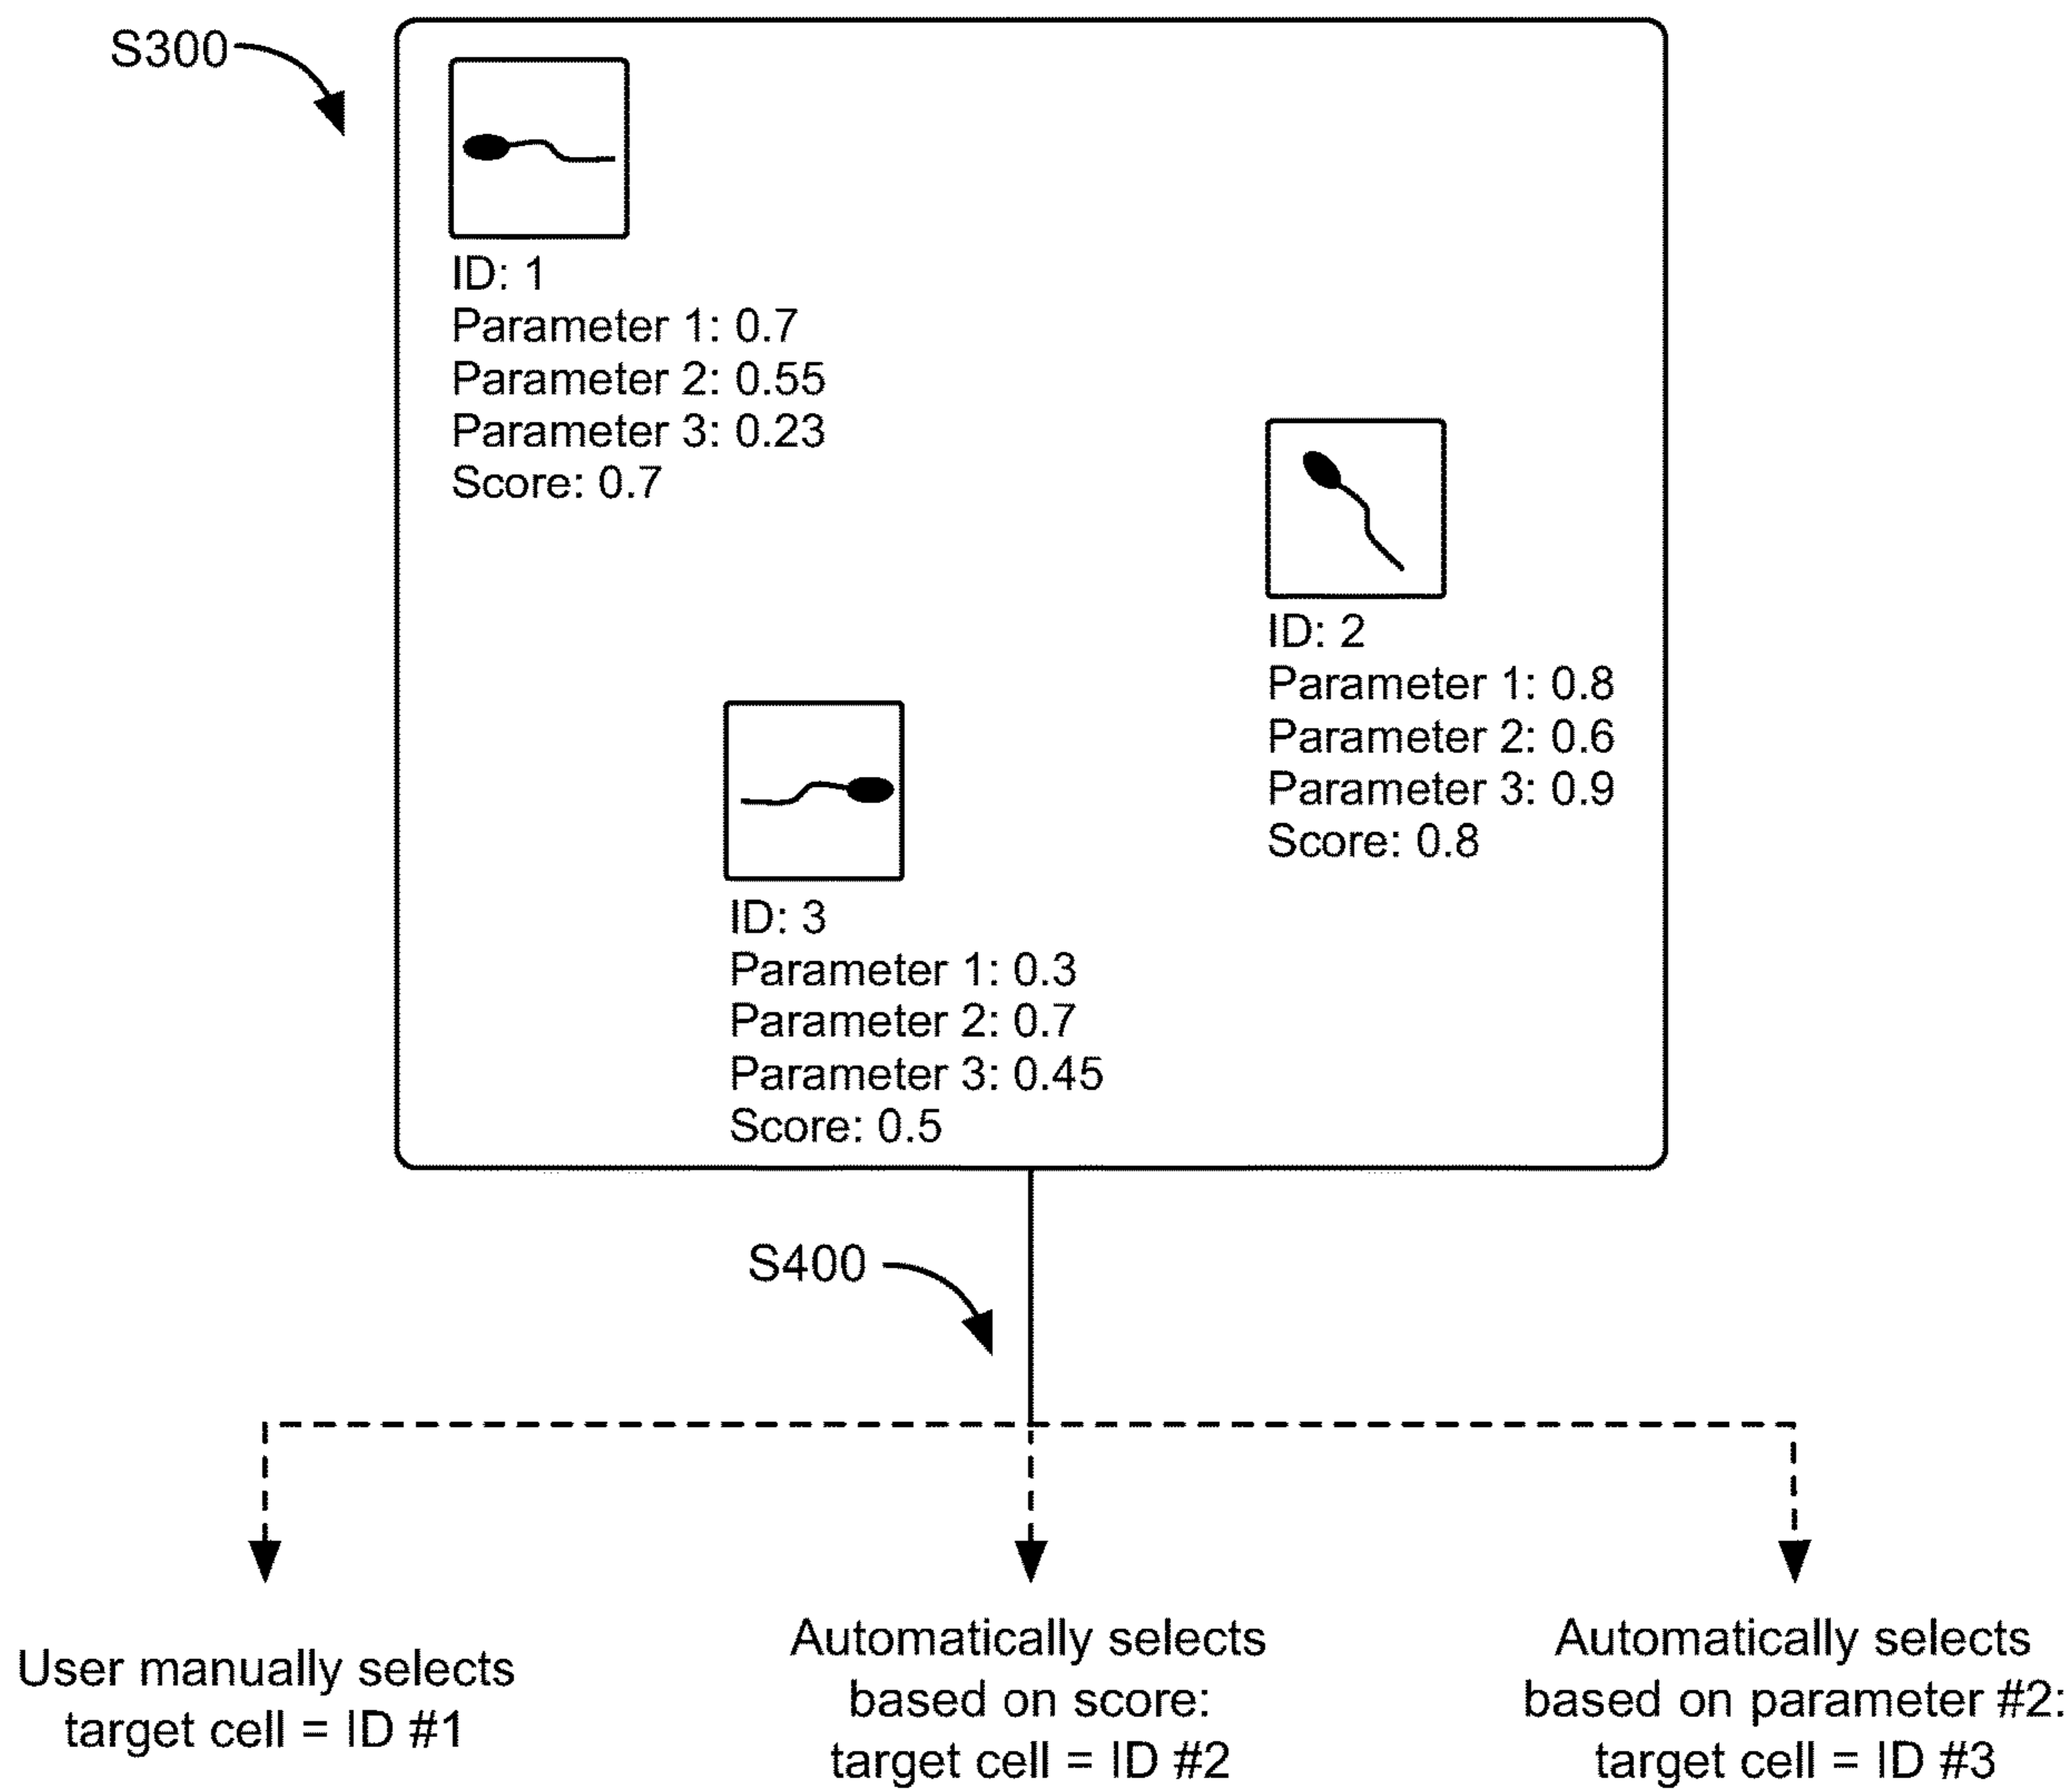 S300
ID: 1
Parameter 1: 0.7
Parameter 2: 0.55
Parameter 3: 0.23
Score: 0.7
ID: 2
Parameter 1: 0.8
Parameter 2: 0.6
Parameter 3: 0.9
Score: 0.8
ID: 3
Parameter 1: 0.3
Parameter 2: 0.7
Parameter 3: 0.45
Score: 0.5
S400
User manually selects
target cell = ID #1
Automatically selects
based on score:
target cell = ID #2
Automatically selects
based on parameter #2:
target cell = ID #3